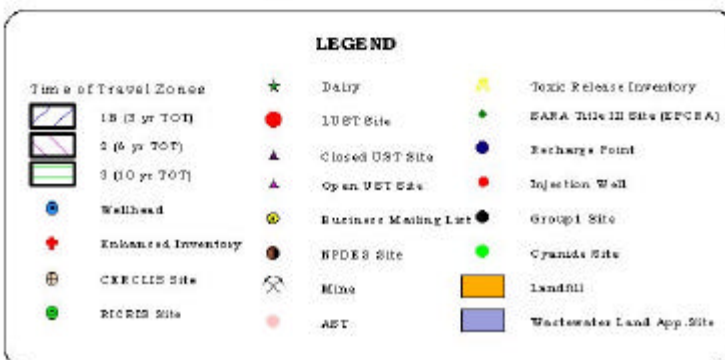 LEGEND
Time of Travel Zones
1B (3 yr TOT)
2 (6 yr TOT)
3 (10 yr TOT)
Wellhead
Enhanced Inventory
CERCLIS Site
RICRIS Site
Dairy
LUST Site
Closed UST Site
Open UST Site
Business Mailing List
NPDES Site
Mine
AST
Toxic Release Inventory
SARA Title III Site (EPCRA)
Recharge Point
Injection Well
Group1 Site
Cyanide Site
Landfill
Wastewater Land App. Site